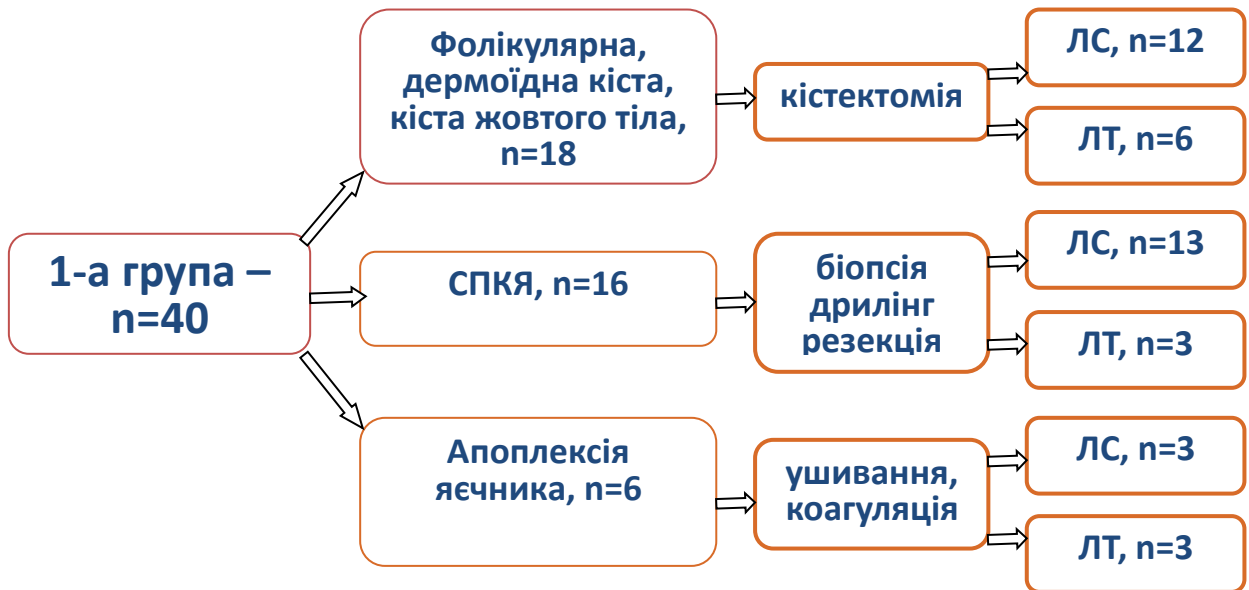 1-а група –
n=40
Фолікулярна,
дермоїдна кіста,
кіста жовтого тіла,
n=18
кістектомія
ЛС, n=12
ЛТ, n=6
СПКЯ, n=16
біопсія
дрилінг
резекція
ЛС, n=13
ЛТ, n=3
Апоплексія
яєчника, n=6
ушивання,
коагуляція
ЛС, n=3
ЛТ, n=3